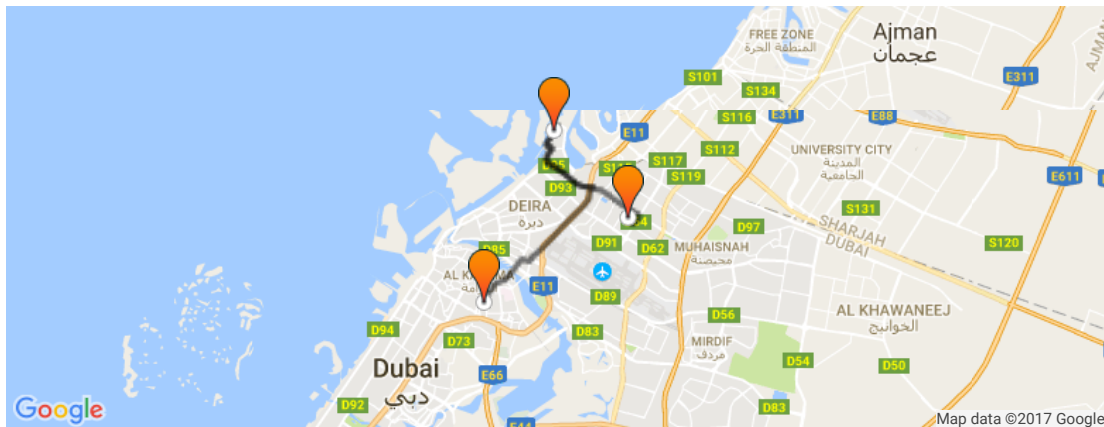 Ajman
عجمان
FREE ZONE
المنطقة الحرة
E311
AJMAN
S101
S134
S116
E311
E88
E11
S112
UNIVERSITY CITY
المدينة
الجامعية
S117
S119
E611
D93
DEIRA
ديرة
S131
SHARJAH
DUBAI
D97
S120
D91
D62
MUHAISNAH
محيصنة
D85
E11
D89
AL KHAWANEEJ
الخوانيج
D56
D83
D94
D73
MIRDIF
مردف
D54
D50
Dubai
دبي
E66
D92
D83
E44
Google
Map data ©2017 Google